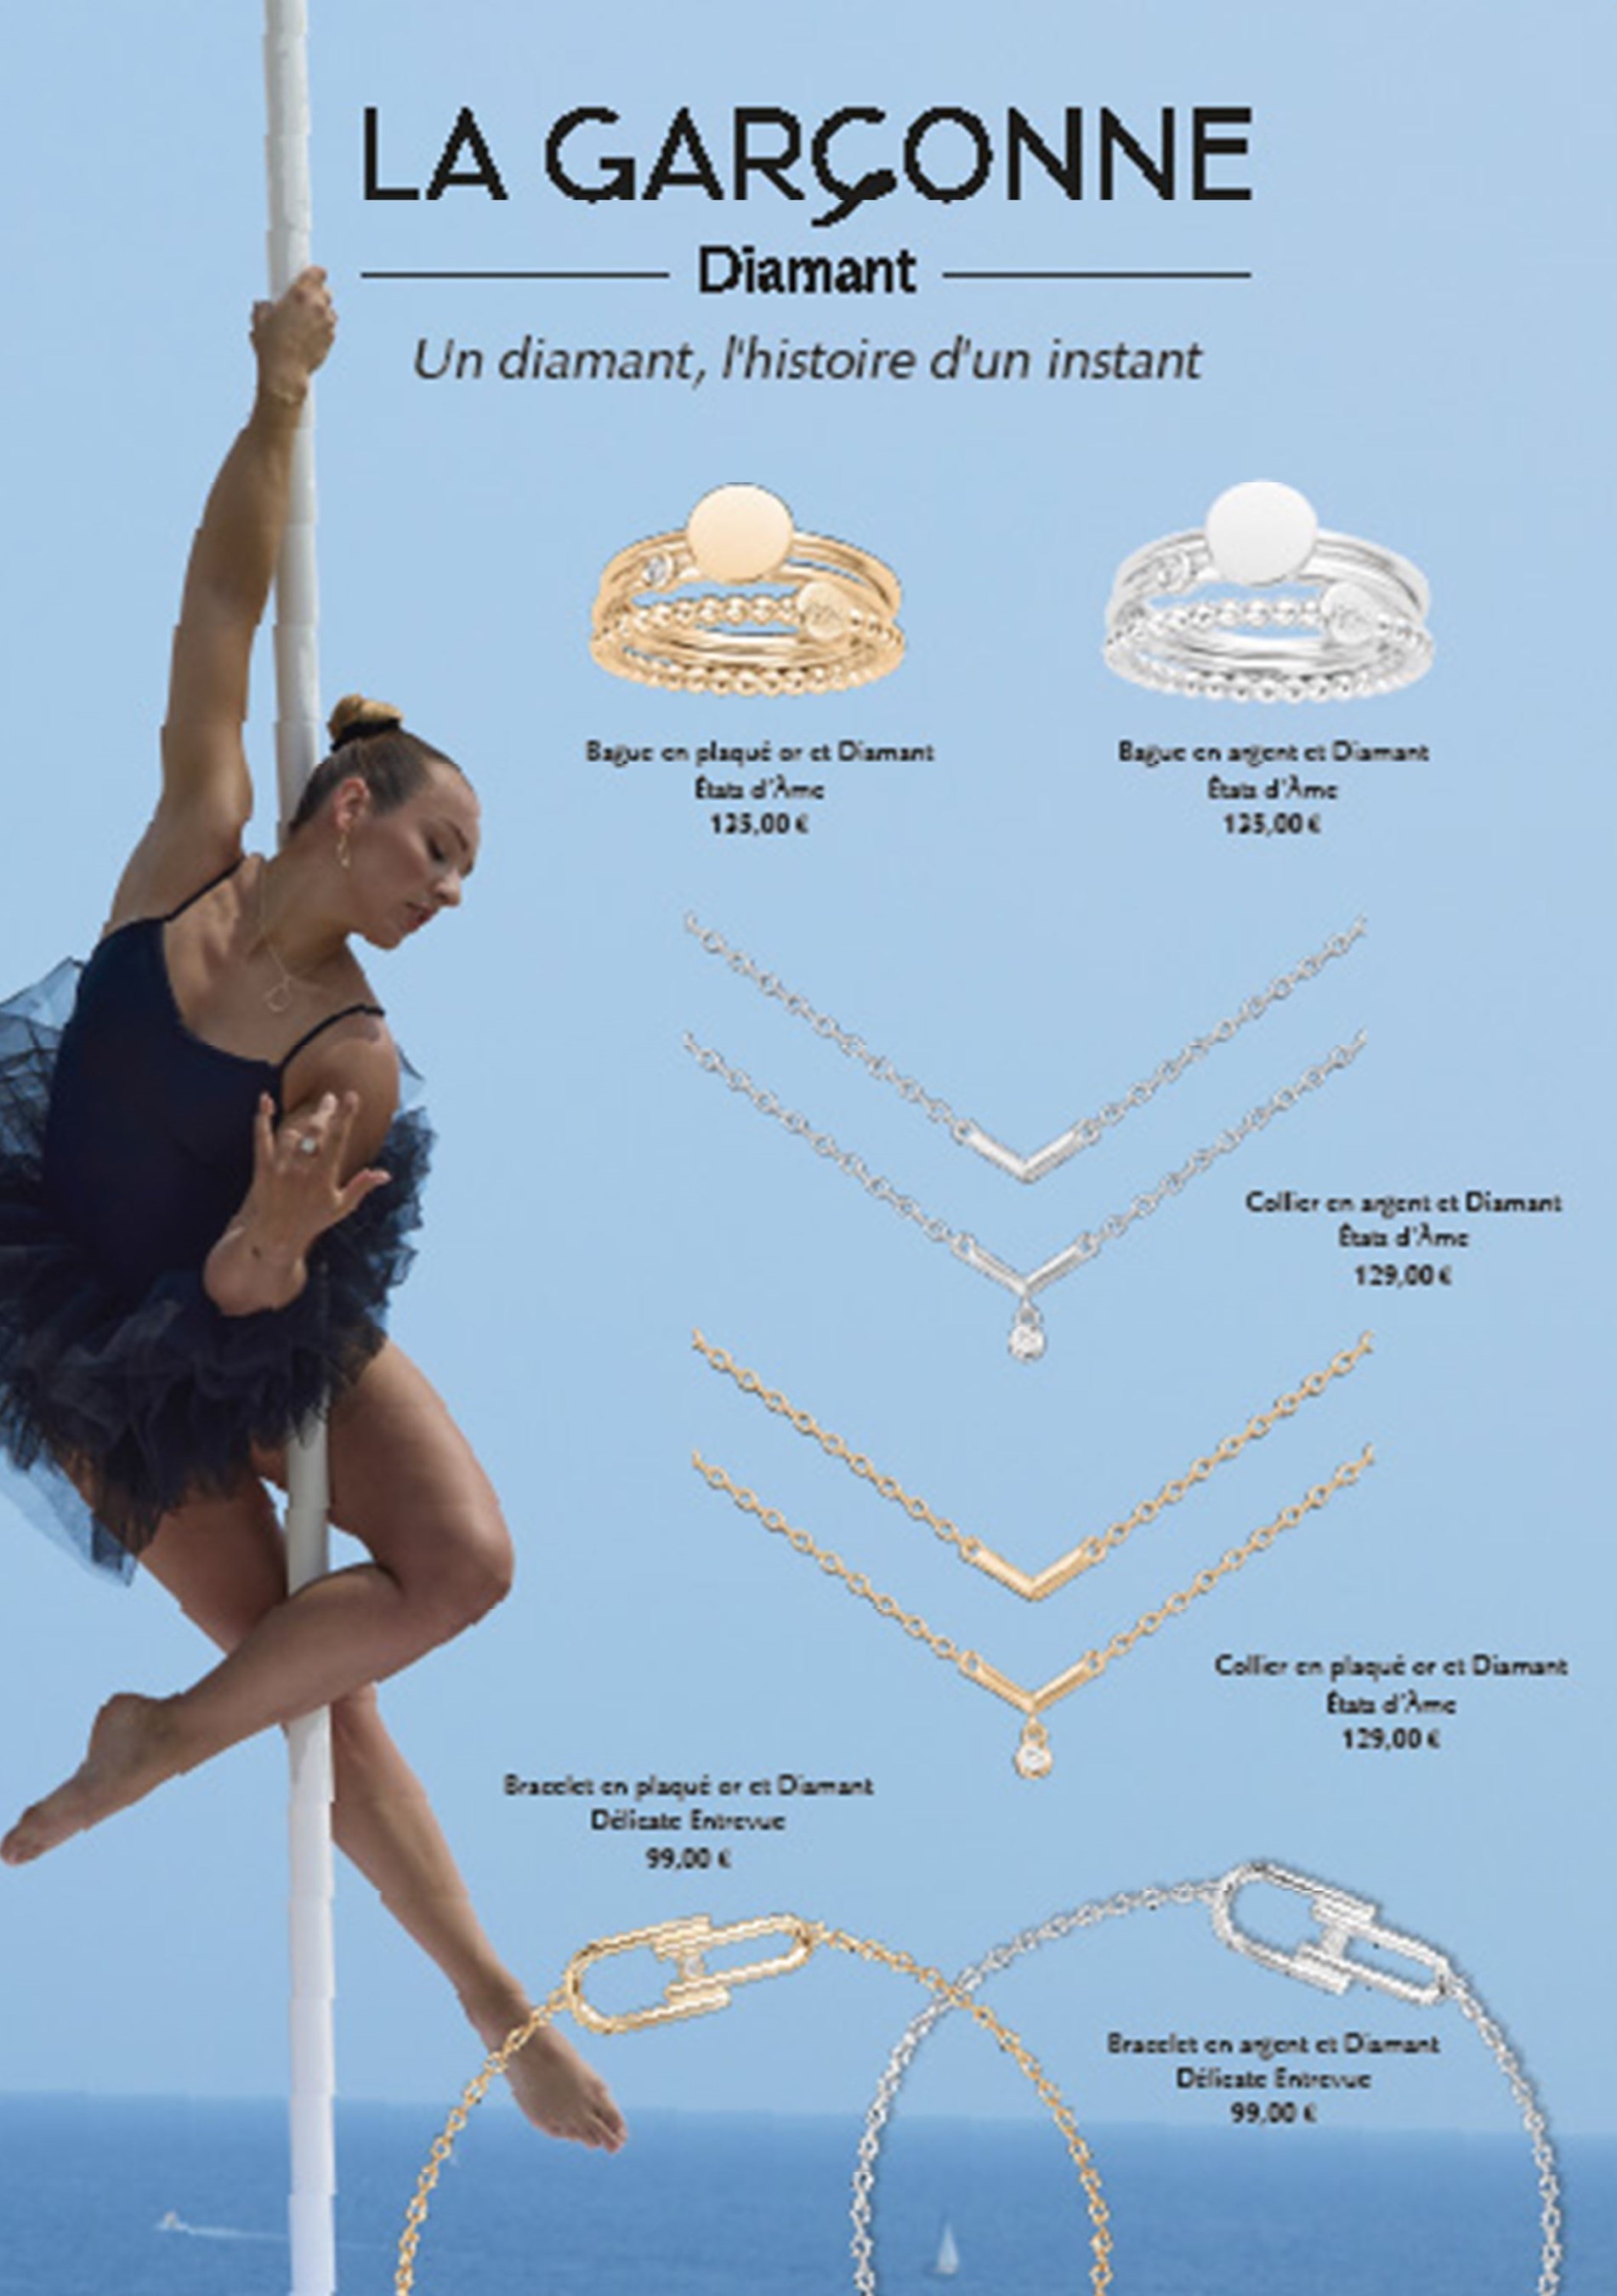 LA GARÇONNE
Diamant
Un diamant, l'histoire d'un instant
Bague en plaqué or et Diamant
États d'Âme
135,00 €
Bague en argent et Diamant
États d'Âme
135,00 €
Collier en argent et Diamant
États d'Âme
129,00 €
Collier en plaqué or et Diamant
États d'Âme
129,00 €
Bracelet en plaqué or et Diamant
Délicate Entrevue
99,00 €
Bracelet en argent et Diamant
Délicate Entrevue
99,00 €